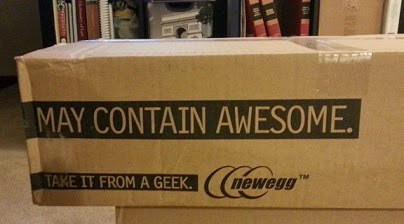 MAY CONTAIN AWESOME.
TAKE IT FROM A GEEK. newegg™